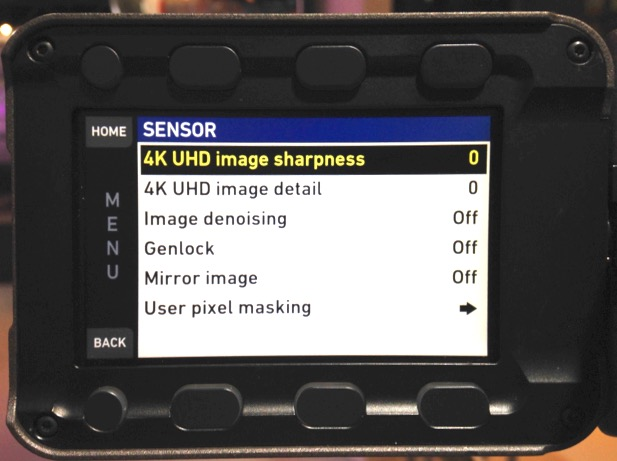 HOME
SENSOR
4K UHD image sharpness 0
4K UHD image detail 0
Image denoising Off
Genlock Off
Mirror image Off
User pixel masking
MENU
BACK